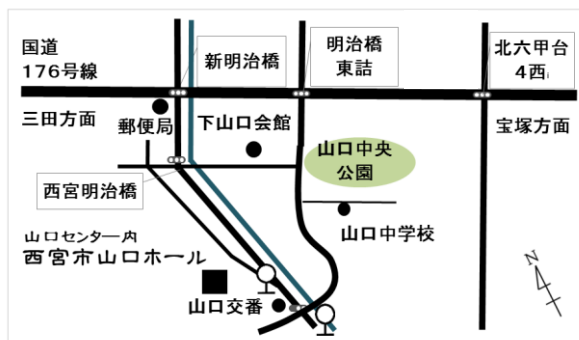 国道
176号線
新明治橋
明治橋
東詰
北六甲台
4西
三田方面
郵便局
下山口会館
山口中央
公園
宝塚方面
西宮明治橋
山口センター内
西宮市山口ホール
山口中学校
山口交番
N